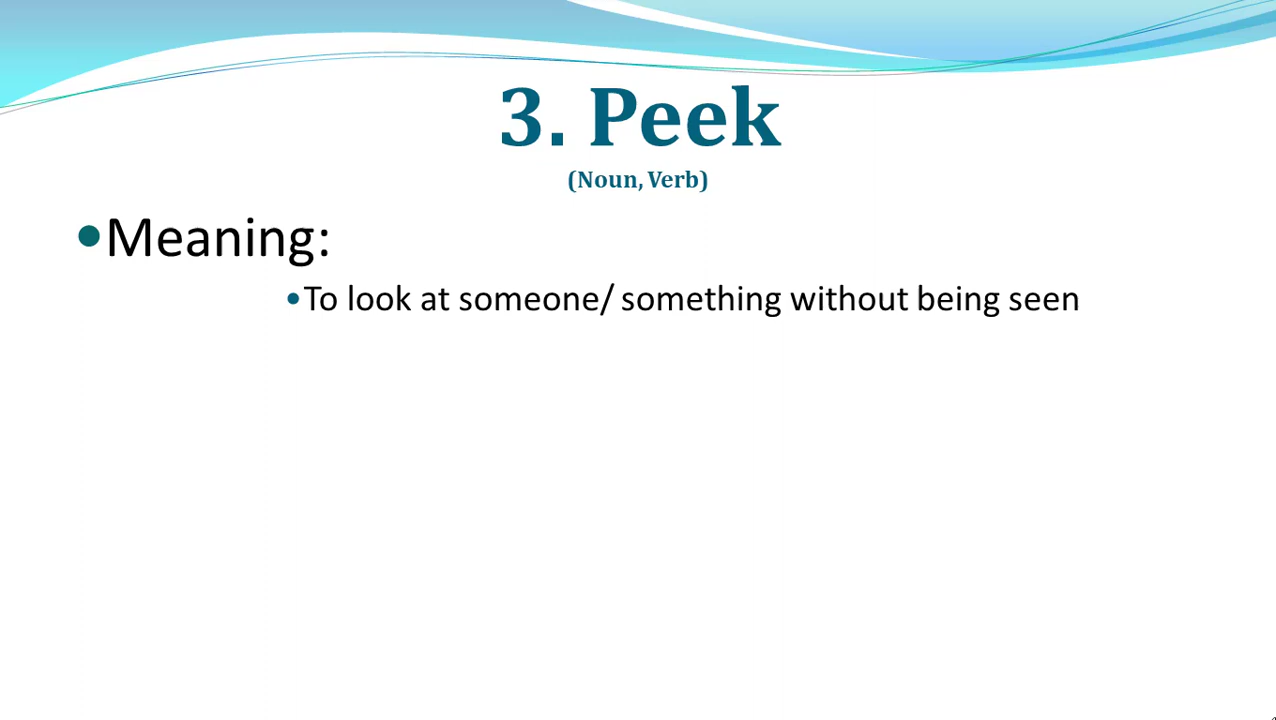 3. Peek
(Noun, Verb)
•Meaning:
•To look at someone/ something without being seen